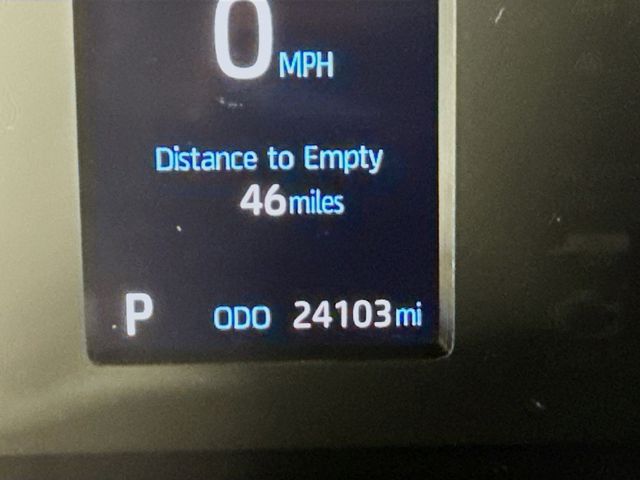 0 MPH
Distance to Empty
46 miles
P ODO 24103 mi